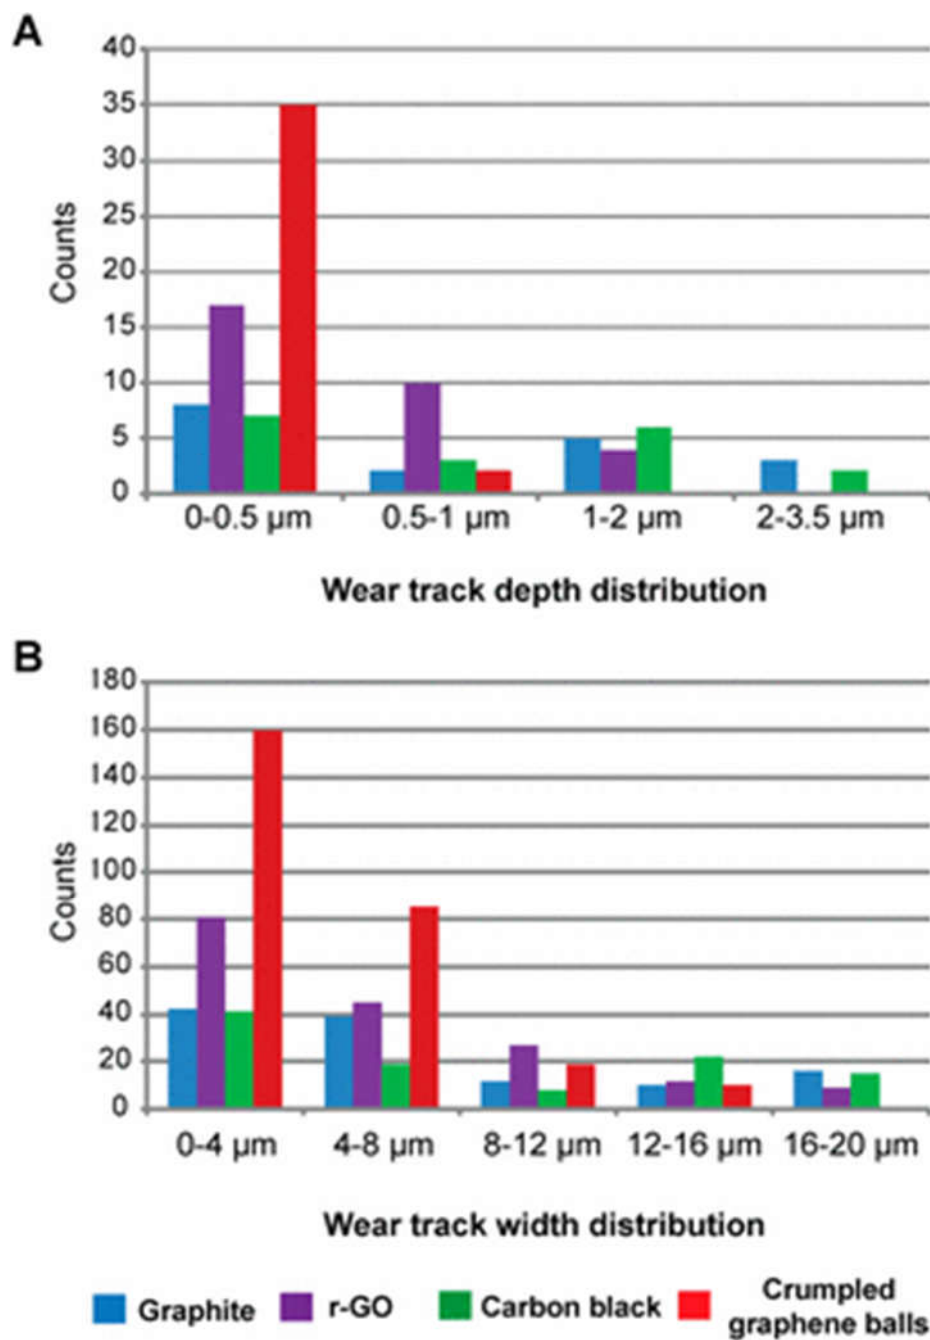 A
40
35
30
25
20
15
10
5
0
Counts
0-0.5 µm 0.5-1 µm 1-2 µm 2-3.5 µm
Wear track depth distribution
B
180
160
140
120
100
80
60
40
20
0
Counts
0-4 µm 4-8 µm 8-12 µm 12-16 µm 16-20 µm
Wear track width distribution
Graphite r-GO Carbon black Crumpled
graphene balls